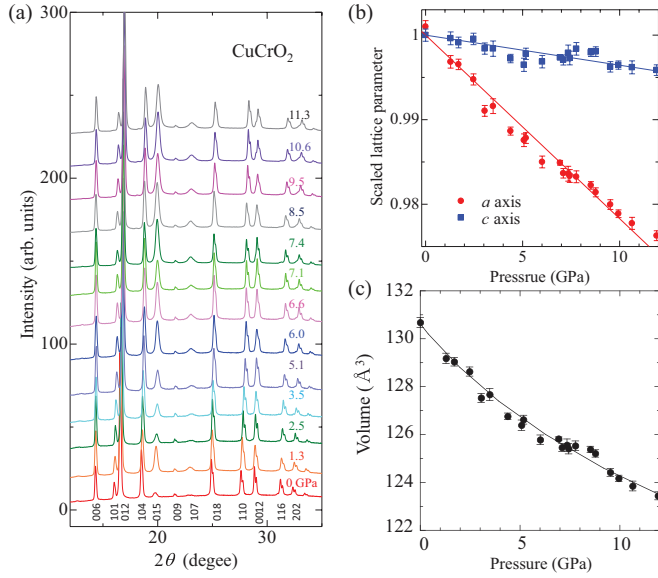 (a)
CuCrO2
300
200
100
0
Intensity (arb. units)
11.3
10.6
9.5
8.5
7.4
7.1
6.6
6.0
5.1
3.5
2.5
1.3
0 GPa
006 101 012 104 015 009 107 018 110 0012 116 202
20 30
2θ (degee)
(b)
1
0.99
0.98
Scaled lattice parameter
a axis
c axis
0 5 10
Pressrue (GPa)
(c)
131
130
128
126
124
122
Volume ( Å ³ )
0 5 10
Pressure (GPa)